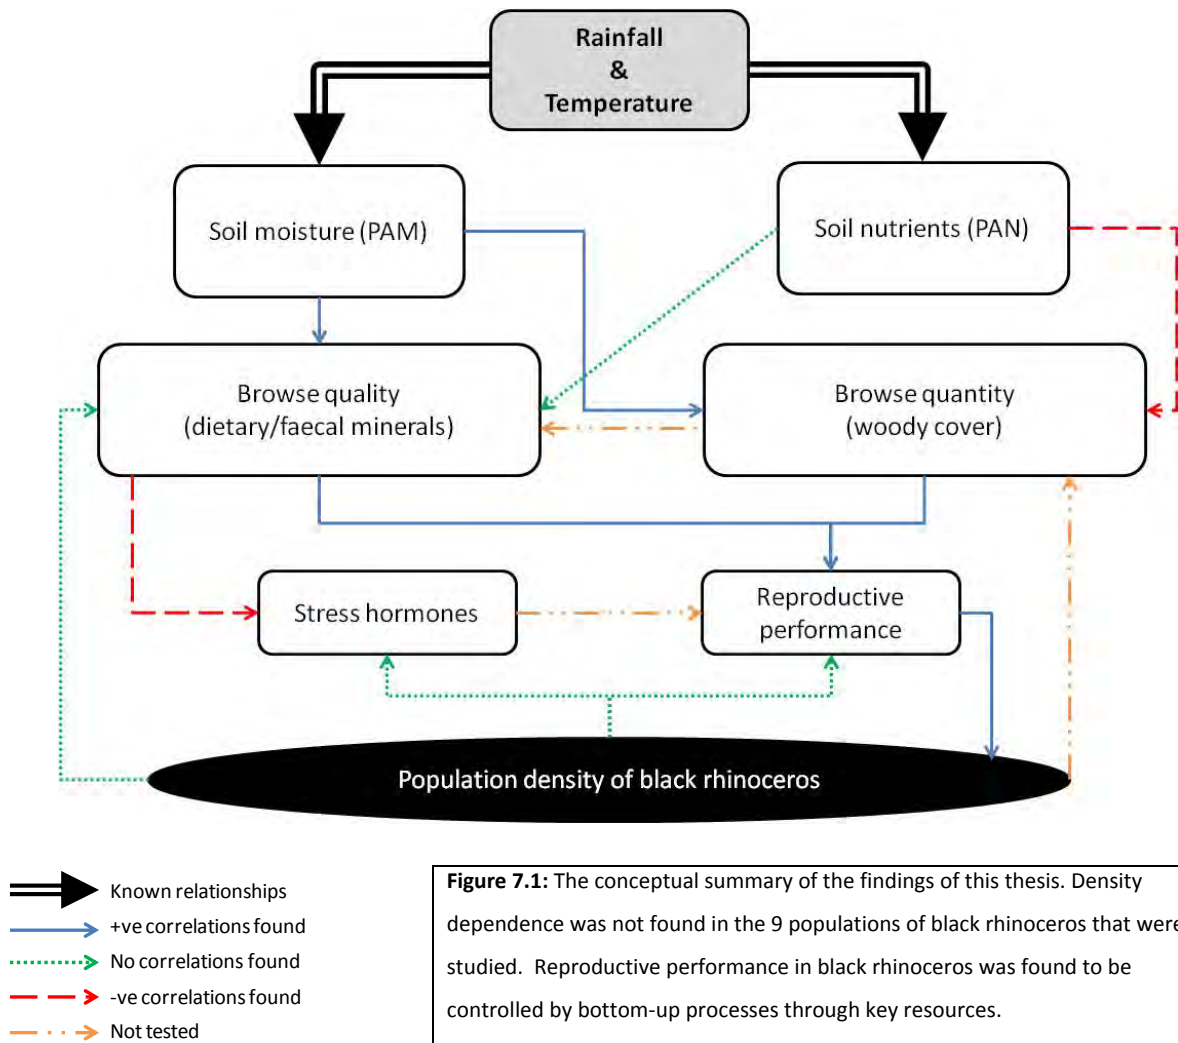 Rainfall
&
Temperature
Soil moisture (PAM)
Soil nutrients (PAN)
Browse quality
(dietary/faecal minerals)
Browse quantity
(woody cover)
Stress hormones
Reproductive
performance
Population density of black rhinoceros
Known relationships
+ve correlations found
No correlations found
-ve correlations found
Not tested
Figure 7.1: The conceptual summary of the findings of this thesis. Density
dependence was not found in the 9 populations of black rhinoceros that were
studied. Reproductive performance in black rhinoceros was found to be
controlled by bottom-up processes through key resources.